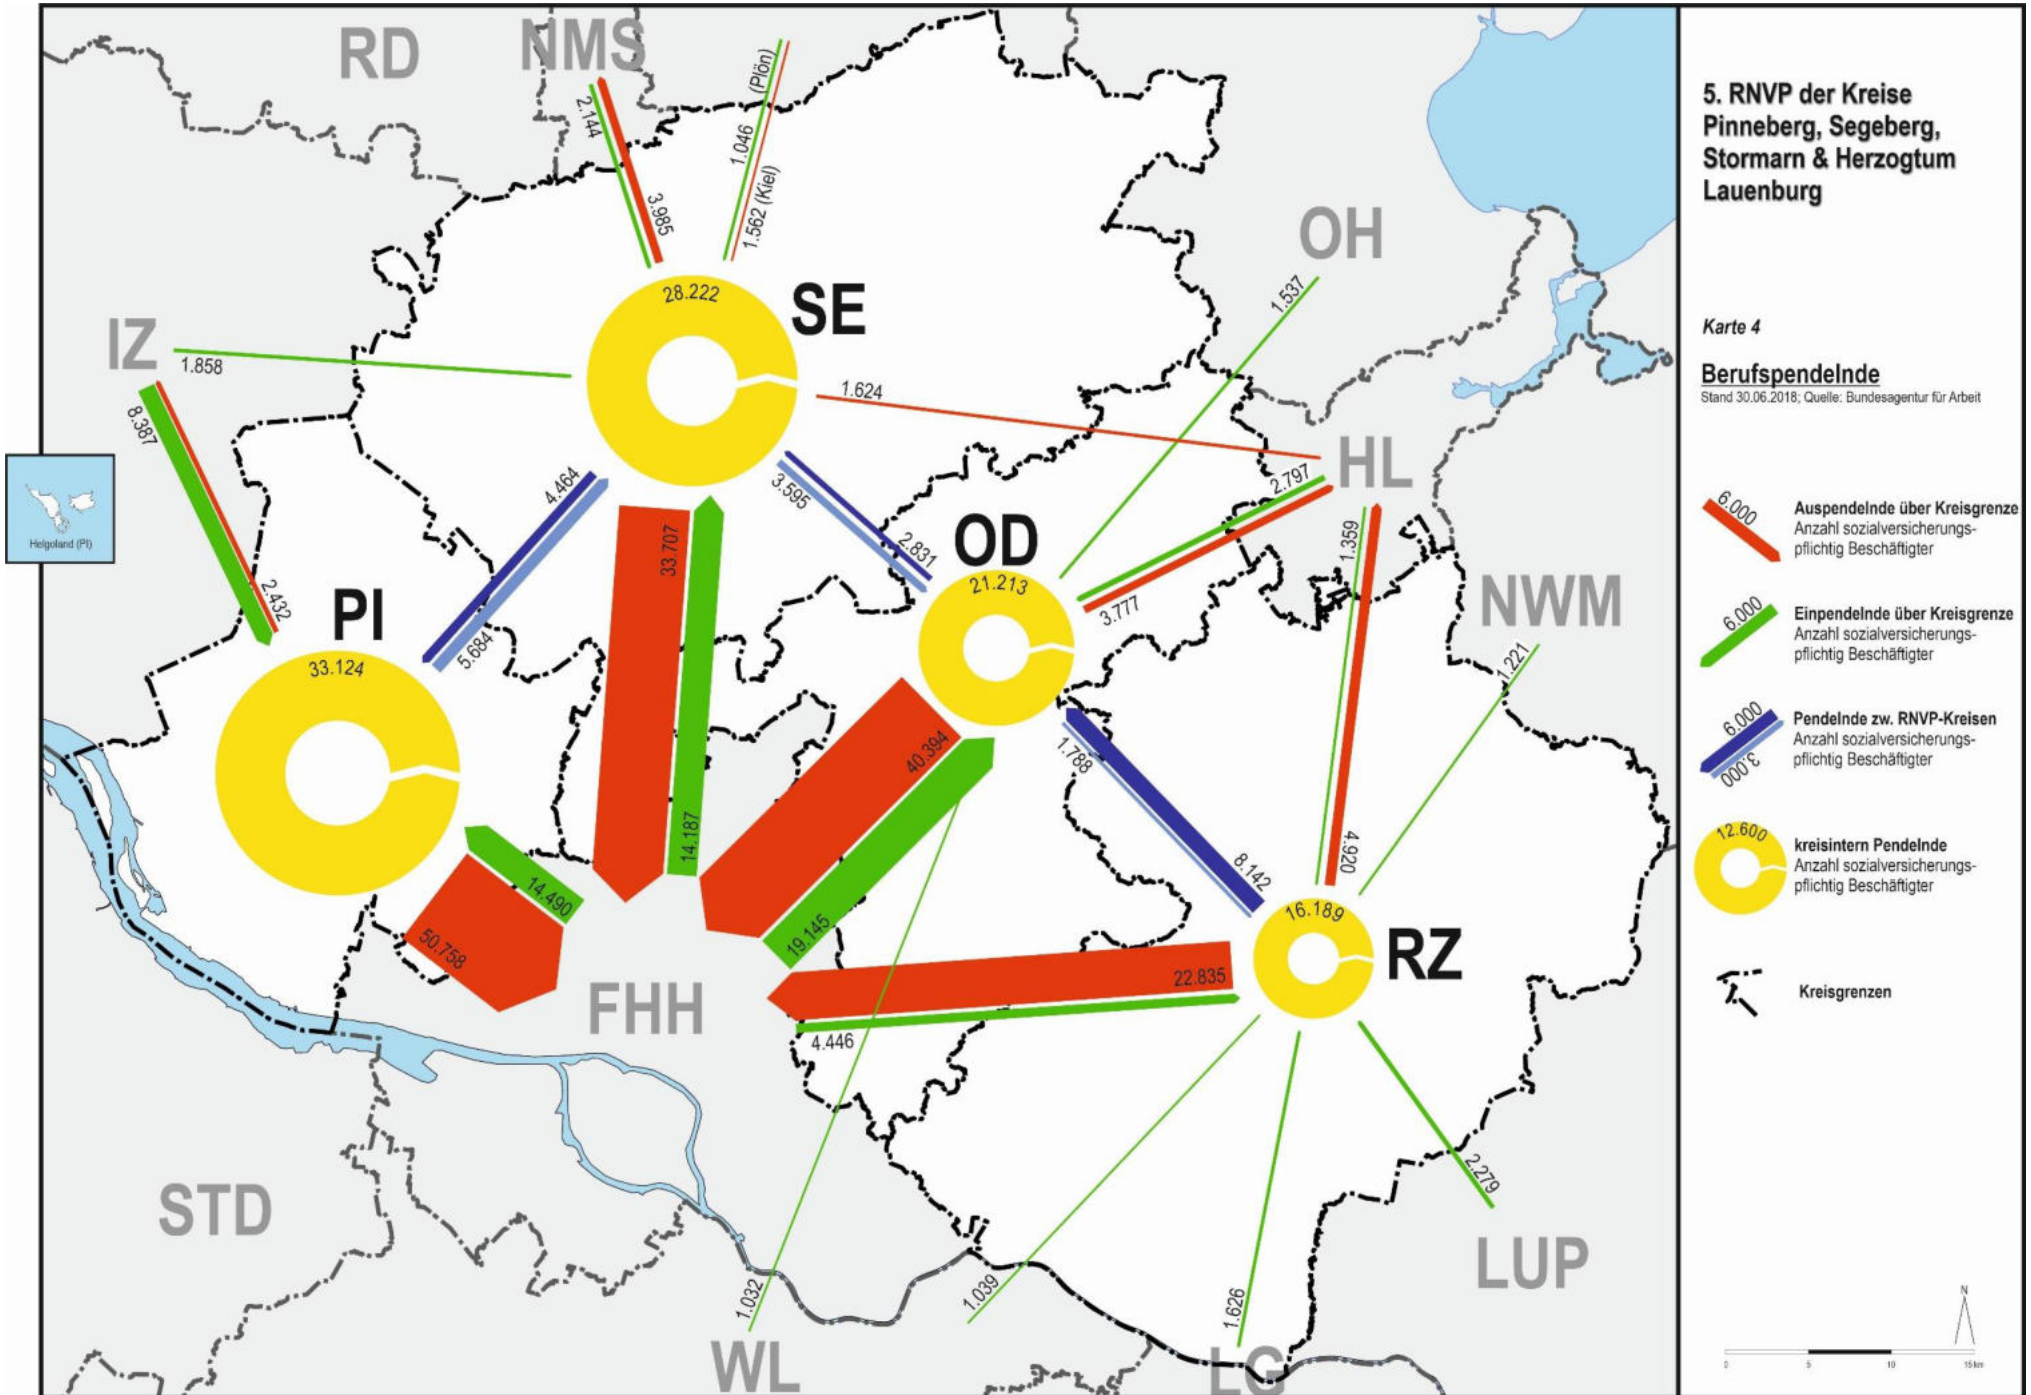 RD
NMS
2.144
3.985
1.046
(Plön)
1.562 (Kiel)
OH
1.537
28.222
SE
IZ
1.858
8.387
2.432
1.624
HL
2.797
3.777
Helgoland (PI)
4.464
5.684
3.595
2.831
OD
21.213
1.359
4.920
NWM
1.221
PI
33.124
33.707
14.187
40.394
19.145
1.788
8.142
14.490
50.758
FHH
22.835
4.446
16.189
RZ
STD
1.032
1.039
1.626
2.279
WL
LG
LUP
5. RNVP der Kreise
Pinneberg, Segeberg,
Stormarn & Herzogtum
Lauenburg
Karte 4
Berufspendelnde
Stand 30.06.2018; Quelle: Bundesagentur für Arbeit
6.000
Auspendelnde über Kreisgrenze
Anzahl sozialversicherungs-
pflichtig Beschäftigter
6.000
Einpendelnde über Kreisgrenze
Anzahl sozialversicherungs-
pflichtig Beschäftigter
6.000
3.000
Pendelnde zw. RNVP-Kreisen
Anzahl sozialversicherungs-
pflichtig Beschäftigter
12.600
kreisintern Pendelnde
Anzahl sozialversicherungs-
pflichtig Beschäftigter
Kreisgrenzen
N
0 5 10 15 km